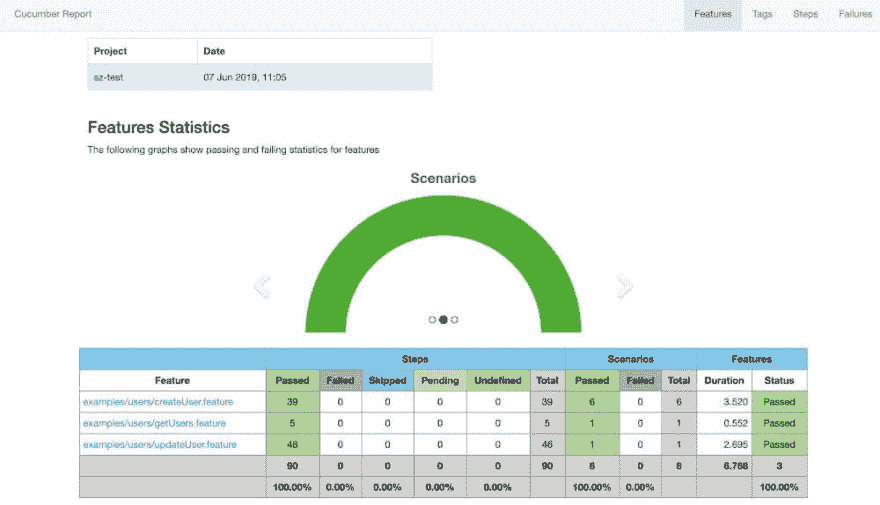 Cucumber Report Features Tags Steps Failures
Project Date
sz-test 07 Jun 2019, 11:05
Features Statistics
The following graphs show passing and failing statistics for features
Scenarios
Steps Scenarios Features
Feature Passed Failed Skipped Pending Undefined Total Passed Failed Total Duration Status
examples/users/createUser.feature 39 0 0 0 0 39 6 0 6 3.520 Passed
examples/users/getUsers.feature 5 0 0 0 0 5 1 0 1 0.552 Passed
examples/users/updateUser.feature 46 0 0 0 0 46 1 0 1 2.695 Passed
90 0 0 0 0 90 8 0 8 6.768 3
100.00% 0.00% 0.00% 0.00% 0.00% 100.00% 0.00% 100.00%